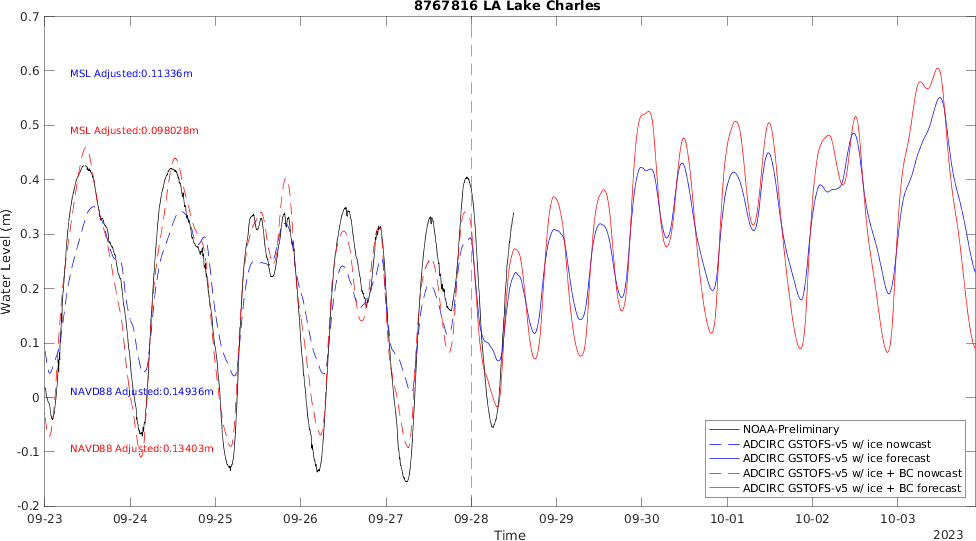 8767816 LA Lake Charles
Water Level (m)
0.7
0.6
0.5
0.4
0.3
0.2
0.1
0
-0.1
-0.2
MSL Adjusted:0.11336m
MSL Adjusted:0.098028m
NAVD88 Adjusted:0.14936m
NAVD88 Adjusted:0.13403m
NOAA-Preliminary
ADCIRC GSTOFS-v5 w/ ice nowcast
ADCIRC GSTOFS-v5 w/ ice forecast
ADCIRC GSTOFS-v5 w/ ice + BC nowcast
ADCIRC GSTOFS-v5 w/ ice + BC forecast
09-23 09-24 09-25 09-26 09-27 09-28 09-29 09-30 10-01 10-02 10-03
Time
2023